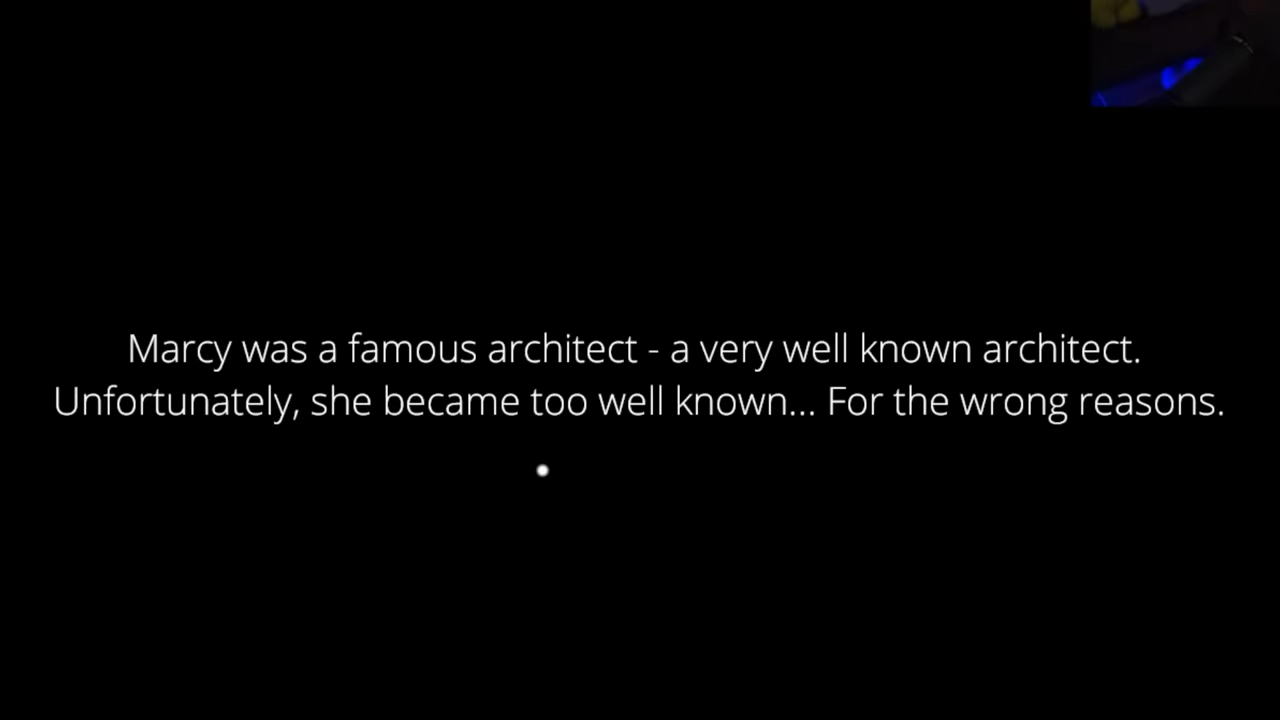 Marcy was a famous architect - a very well known architect.
Unfortunately, she became too well known... For the wrong reasons.